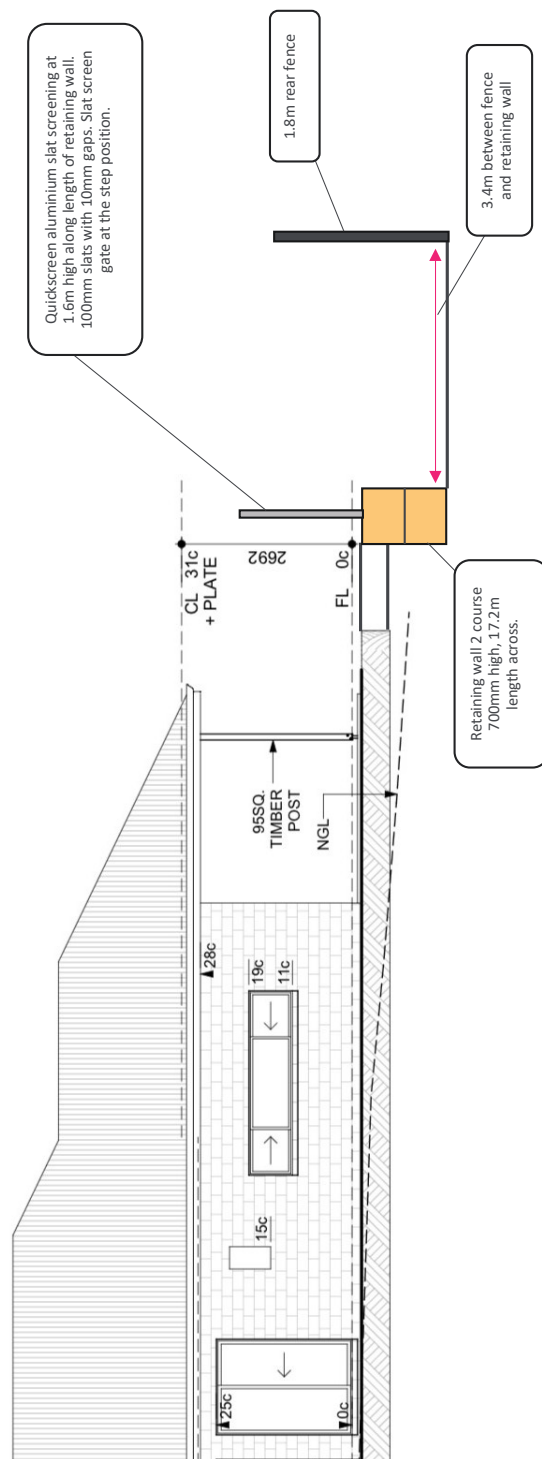 Quickscreen aluminium slat screening at
1.6m high along length of retaining wall.
100mm slats with 10mm gaps. Slat screen
gate at the step position.
1.8m rear fence
3.4m between fence
and retaining wall
CL 31c
+ PLATE
2692
FL 0c
Retaining wall 2 course
700mm high, 17.2m
length across.
95SQ.
TIMBER
POST
NGL
28c
19c
11c
15c
25c
0c